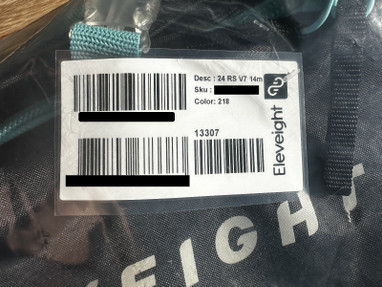 Desc : 24 RS V7 14m
Sku :
Color: 218
13307
Eleveight
EIGHT